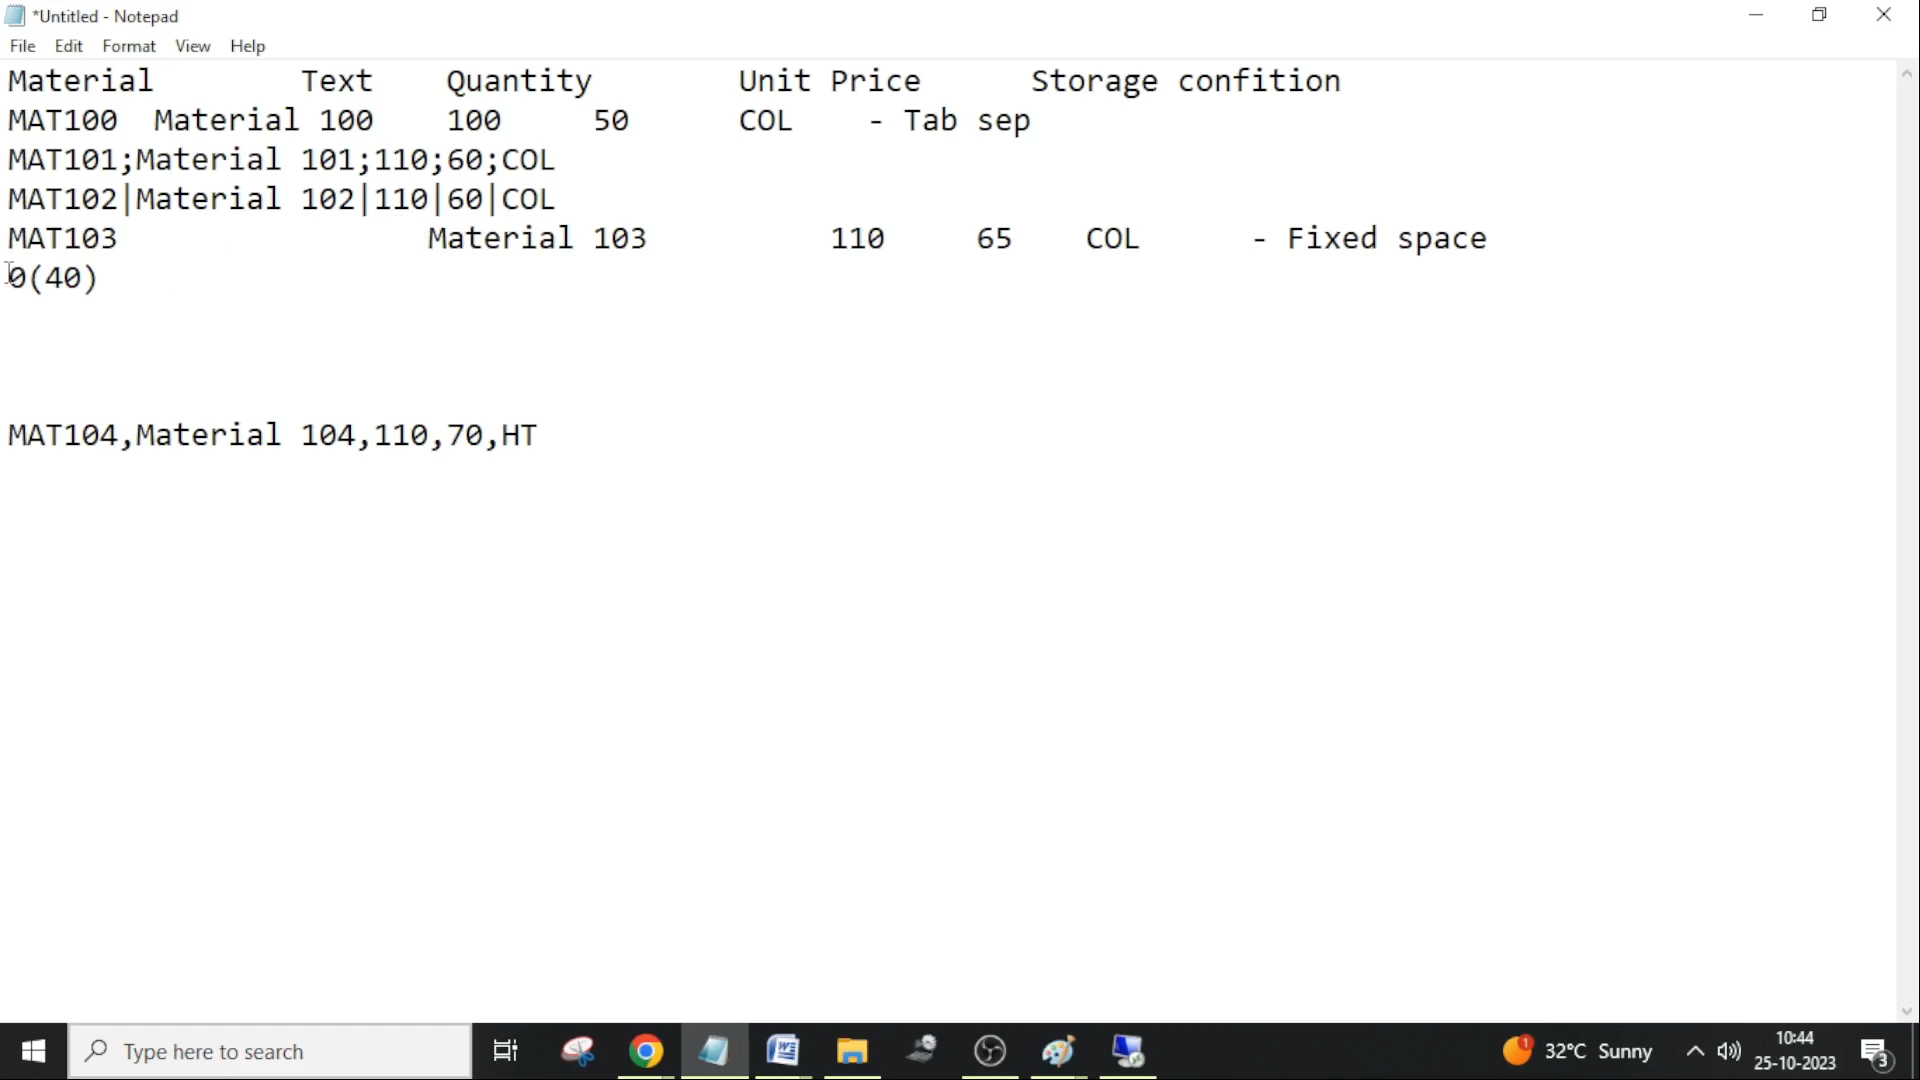 *Untitled - Notepad
File Edit Format View Help
Material Text Quantity Unit Price Storage confition
MAT100 Material 100 100 50 COL - Tab sep
MAT101;Material 101;110;60;COL
MAT102|Material 102|110|60|COL
MAT103 Material 103 110 65 COL - Fixed space
0(40)
MAT104,Material 104,110,70,HT
Type here to search
1
32°C Sunny
10:44
25-10-2023
3